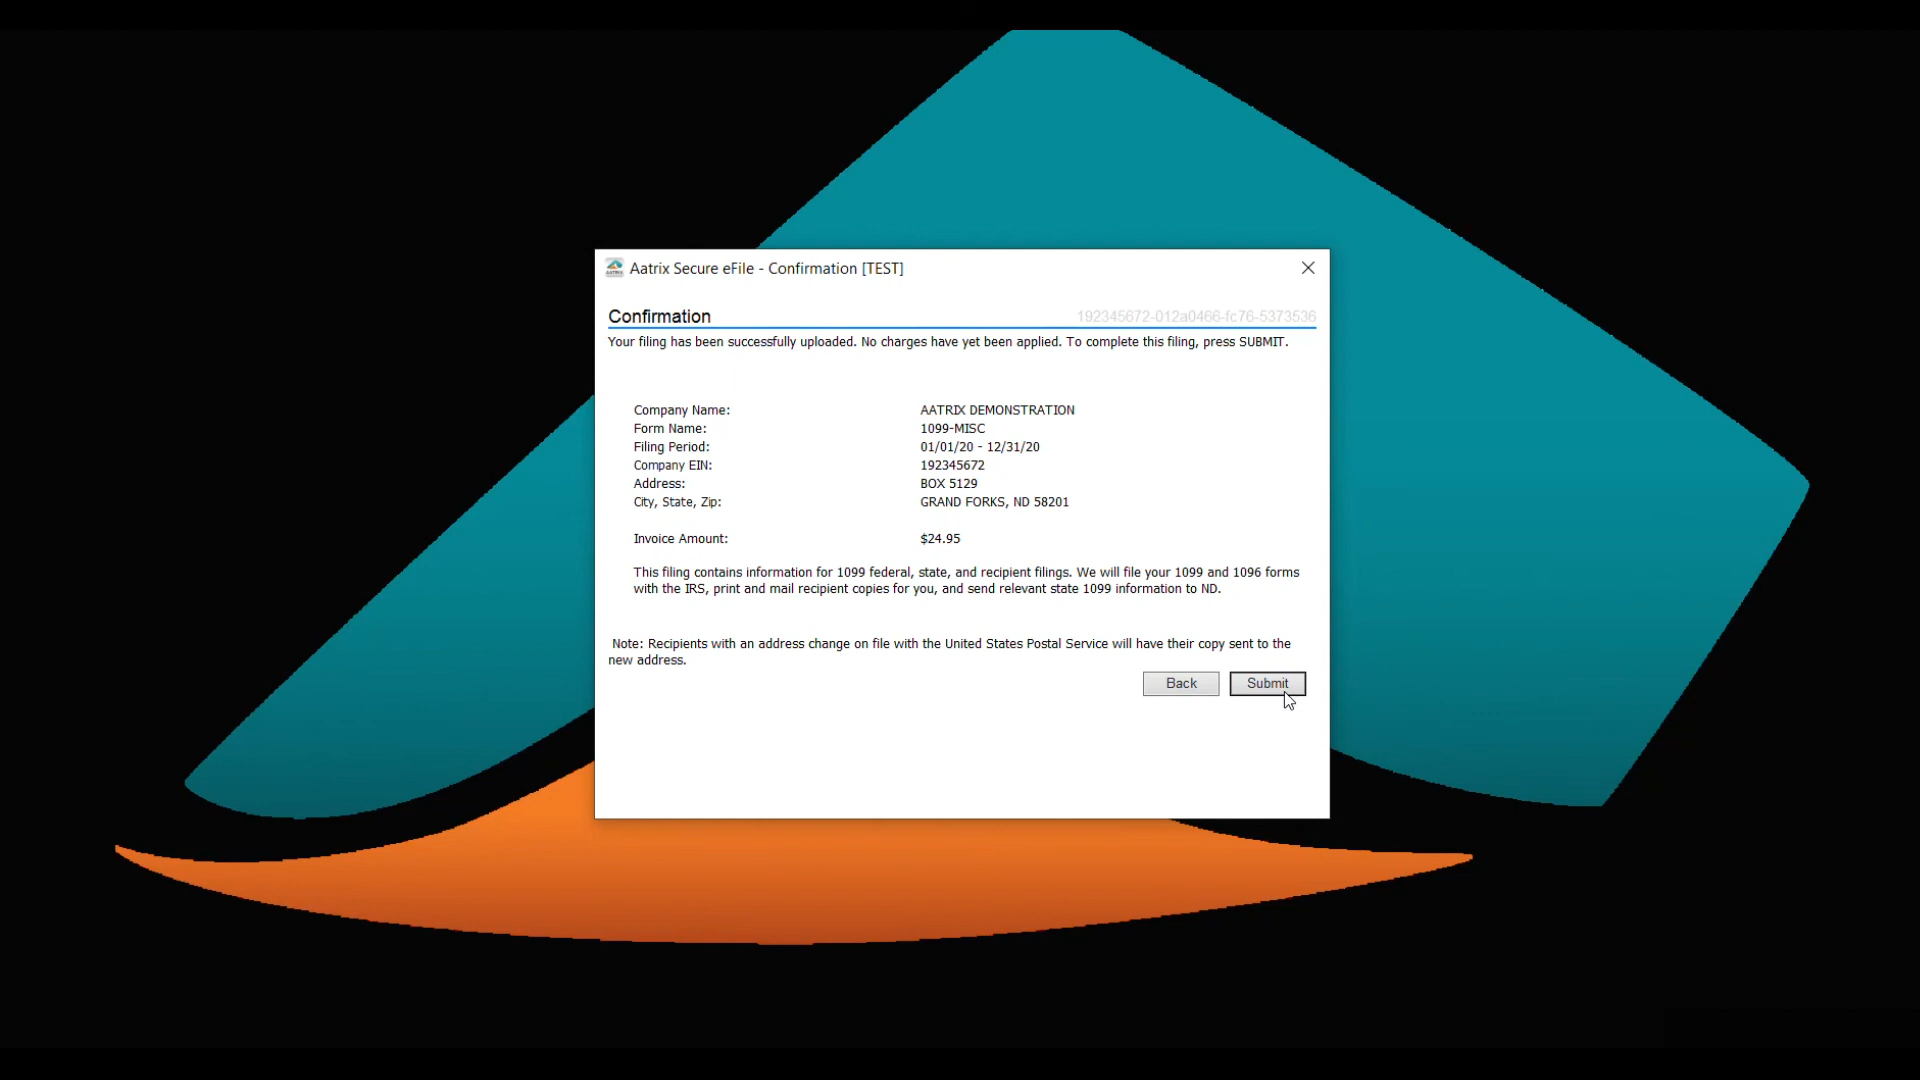 Aatrix Secure eFile - Confirmation [TEST]
Confirmation 192345672-012a0466-fc76-5373536
Your filing has been successfully uploaded. No charges have yet been applied. To complete this filing, press SUBMIT.
Company Name: AATRIX DEMONSTRATION
Form Name: 1099-MISC
Filing Period: 01/01/20 - 12/31/20
Company EIN: 192345672
Address: BOX 5129
City, State, Zip: GRAND FORKS, ND 58201
Invoice Amount: $24.95
This filing contains information for 1099 federal, state, and recipient filings. We will file your 1099 and 1096 forms
with the IRS, print and mail recipient copies for you, and send relevant state 1099 information to ND.
Note: Recipients with an address change on file with the United States Postal Service will have their copy sent to the
new address.
Back Submit